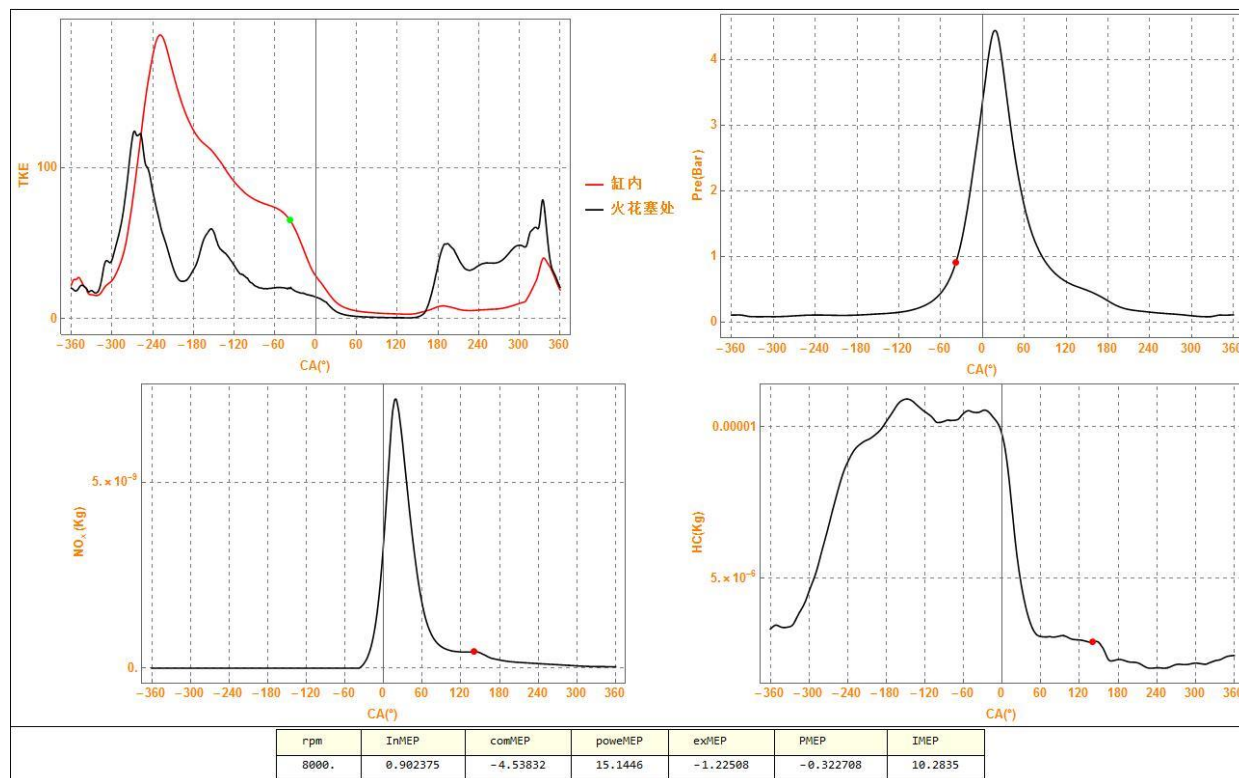 TKE
100
0
−360 −300 −240 −180 −120 −60 0 60 120 180 240 300 360
CA(°)
缸内
火花塞处
Pre(Bar)
4
3
2
1
0
−360 −300 −240 −180 −120 −60 0 60 120 180 240 300 360
CA(°)
NOx(Kg)
5.×10⁻⁹
0.
−360 −300 −240 −180 −120 −60 0 60 120 180 240 300 360
CA(°)
HC(Kg)
0.00001
5.×10⁻⁶
−360 −300 −240 −180 −120 −60 0 60 120 180 240 300 360
CA(°)
rpm InMEP comMEP poweMEP exMEP PMEP IMEP
8000. 0.902375 −4.53832 15.1446 −1.22508 −0.322708 10.2835